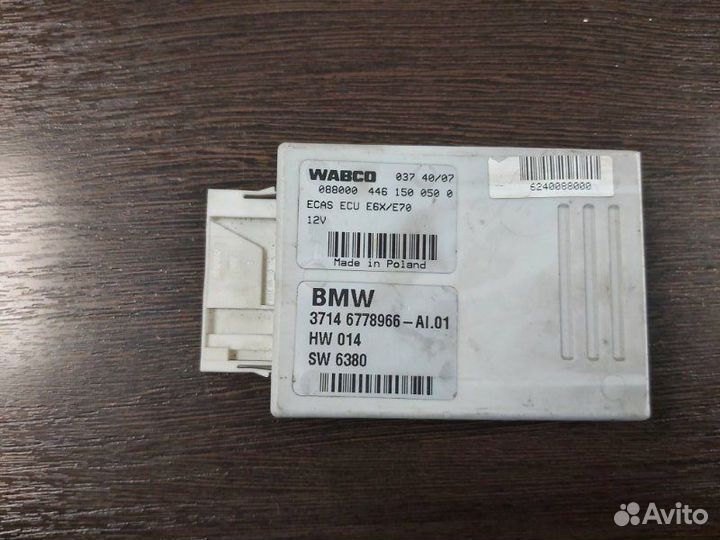 WABCO 037 40/07
088000 446 150 050 0
ECAS ECU E6X/E70
12V
Made in Poland
6240088000
BMW
3714 6778966-AI.01
HW 014
SW 6380
Avito